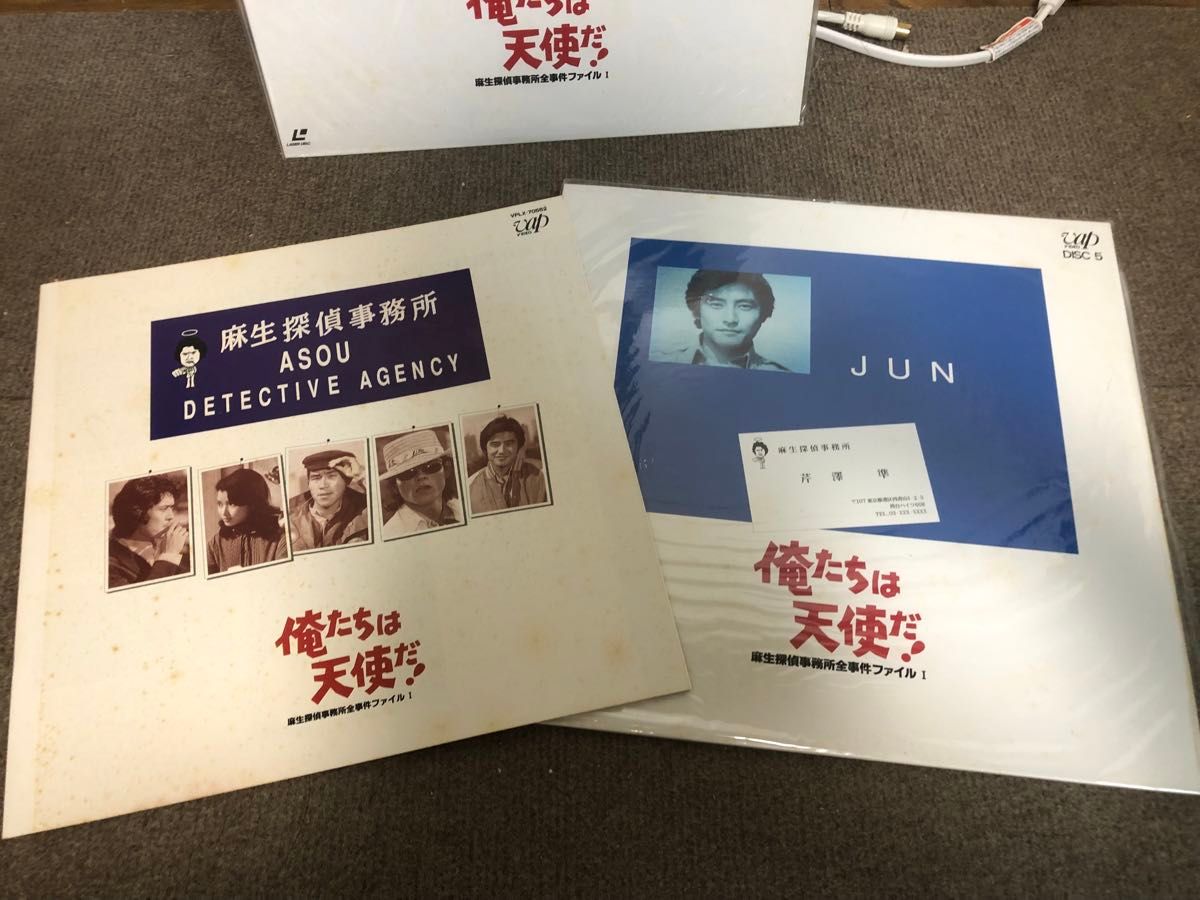 俺たちは
天使だ!
麻生探偵事務所全事件ファイル I
LASER DISC
VPLX-70552
vap
VIDEO
麻生探偵事務所
ASOU
DETECTIVE AGENCY
俺たちは
天使だ!
麻生探偵事務所全事件ファイル I
vap
VIDEO
DISC 5
JUN
麻生探偵事務所
芹澤 準
俺たちは
天使だ!
麻生探偵事務所全事件ファイル I